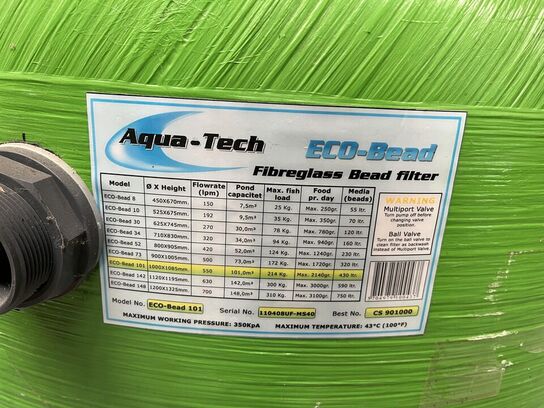 Aqua-Tech ECO-Bead
Fibreglass Bead filter
Model Ø X Height Flowrate (lpm) Pond capacitet Max. fish load Food pr. day Media (beads)
ECO-Bead 8 450X670mm. 150 7,5m³ 25 Kg. Max. 250gr. 55 ltr.
ECO-Bead 10 525X675mm. 192 9,5m³ 35 Kg. Max. 350gr. 70 ltr.
ECO-Bead 30 625X745mm. 270 30,0m³ 78 Kg. Max. 780gr. 120 ltr.
ECO-Bead 34 710X830mm. 320 34,0m³ 94 Kg. Max. 940gr. 160 ltr.
ECO-Bead 52 800X905mm. 420 52,0m³ 124 Kg. Max. 1240gr. 230 ltr.
ECO-Bead 73 900X1005mm. 500 73,0m³ 172 Kg. Max. 1720gr. 320 ltr.
ECO-Bead 101 1000X1085mm. 550 101,0m³ 214 Kg. Max. 2140gr. 430 ltr.
ECO-Bead 142 1120X1150mm. 630 142,0m³ 300 Kg. Max. 3000gr. 590 ltr.
ECO-Bead 148 1200X1325mm. 700 148,0m³ 310 Kg. Max. 3100gr. 750 ltr.
WARNING
Multiport Valve
Turn pump off before
changing valve
position.
Ball Valve
Turn on the ball valve to
clean filter as backwash
instead of Multiport Valve.
Model No. ECO-Bead 101 Serial No. 110408UF-MS40 Best No. CS 901000
MAXIMUM WORKING PRESSURE: 350KPA MAXIMUM TEMPERATURE: 43°C (100°F)